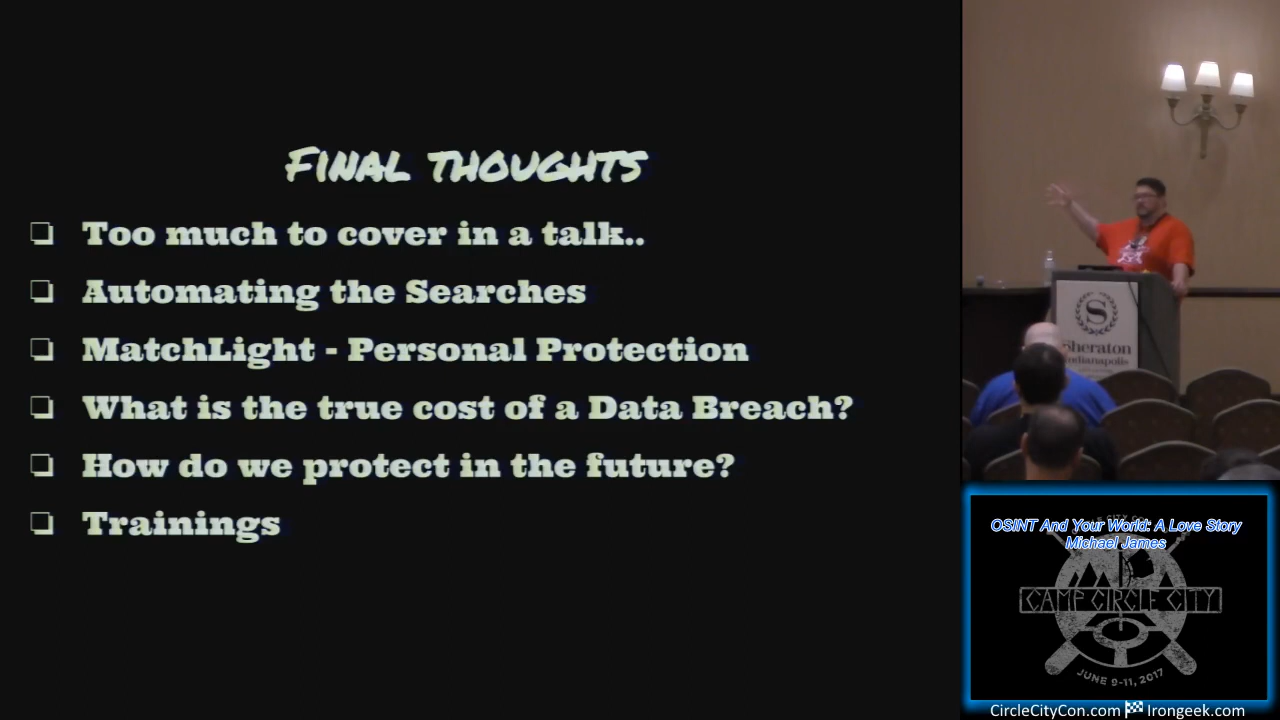 Final thoughts
Too much to cover in a talk..
Automating the Searches
MatchLight - Personal Protection
What is the true cost of a Data Breach?
How do we protect in the future?
Trainings
S
Sheraton
Indianapolis
OSINT And Your World: A Love Story
Michael James
CAMP CIRCLE CITY
JUNE 9-11, 2017
CircleCityCon.com Irongeek.com